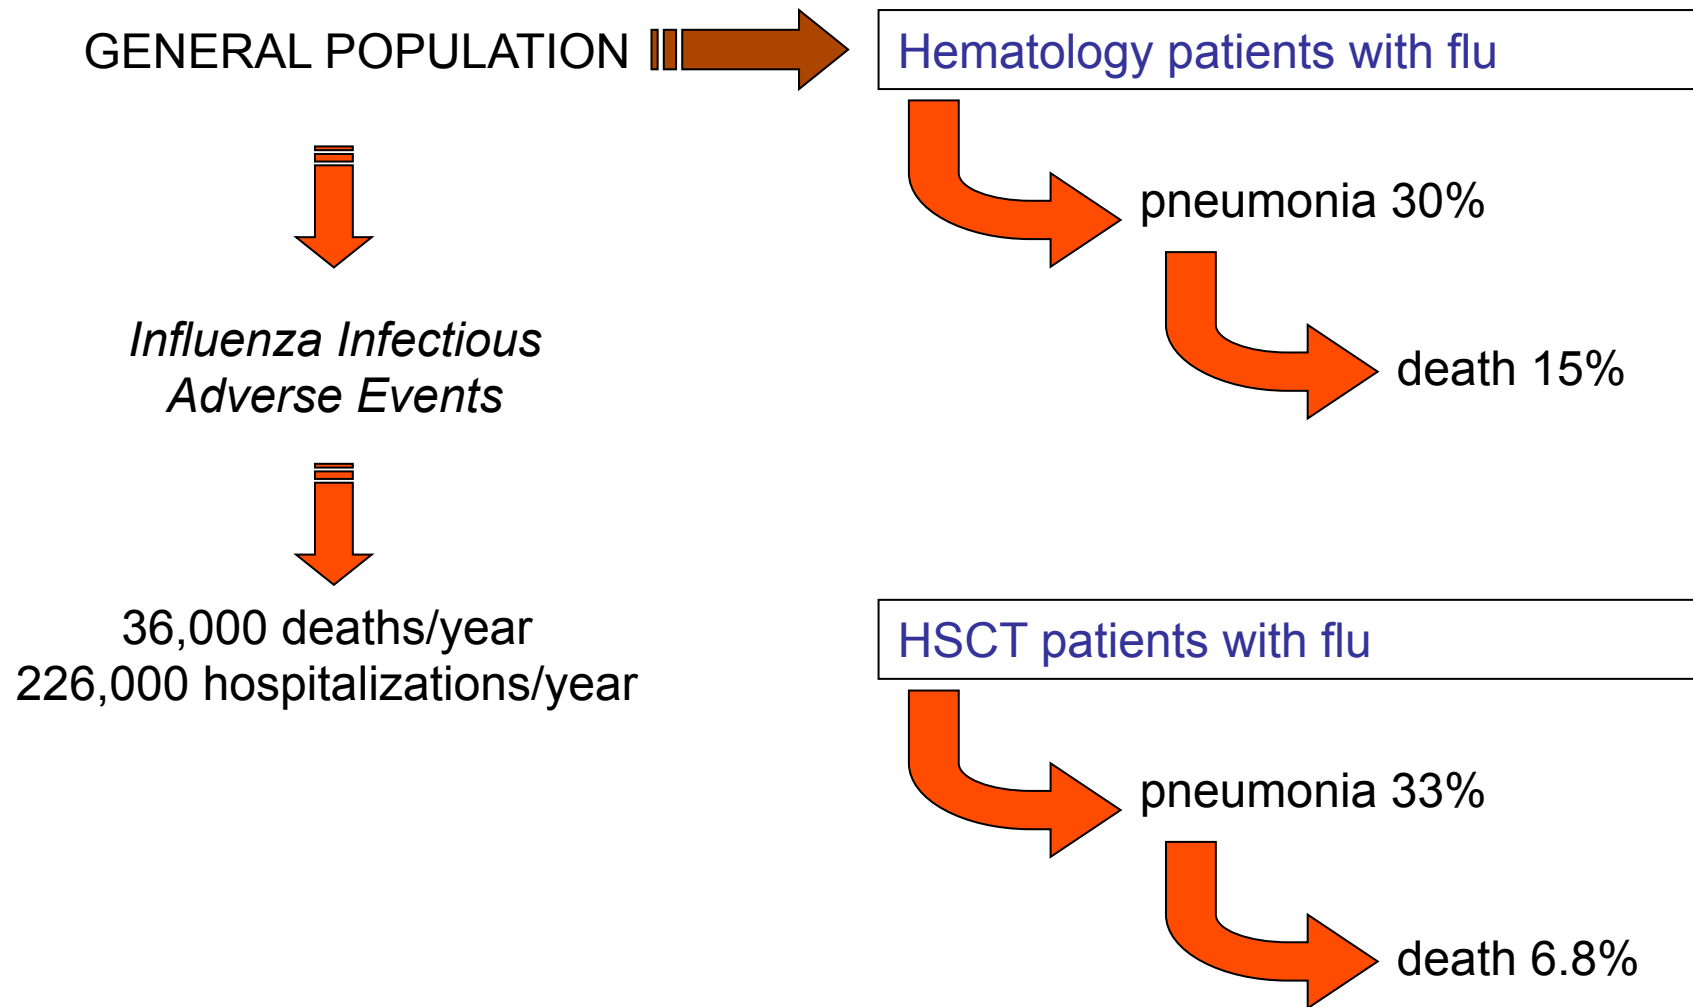 GENERAL POPULATION
Influenza Infectious
Adverse Events
36,000 deaths/year
226,000 hospitalizations/year
Hematology patients with flu
pneumonia 30%
death 15%
HSCT patients with flu
pneumonia 33%
death 6.8%